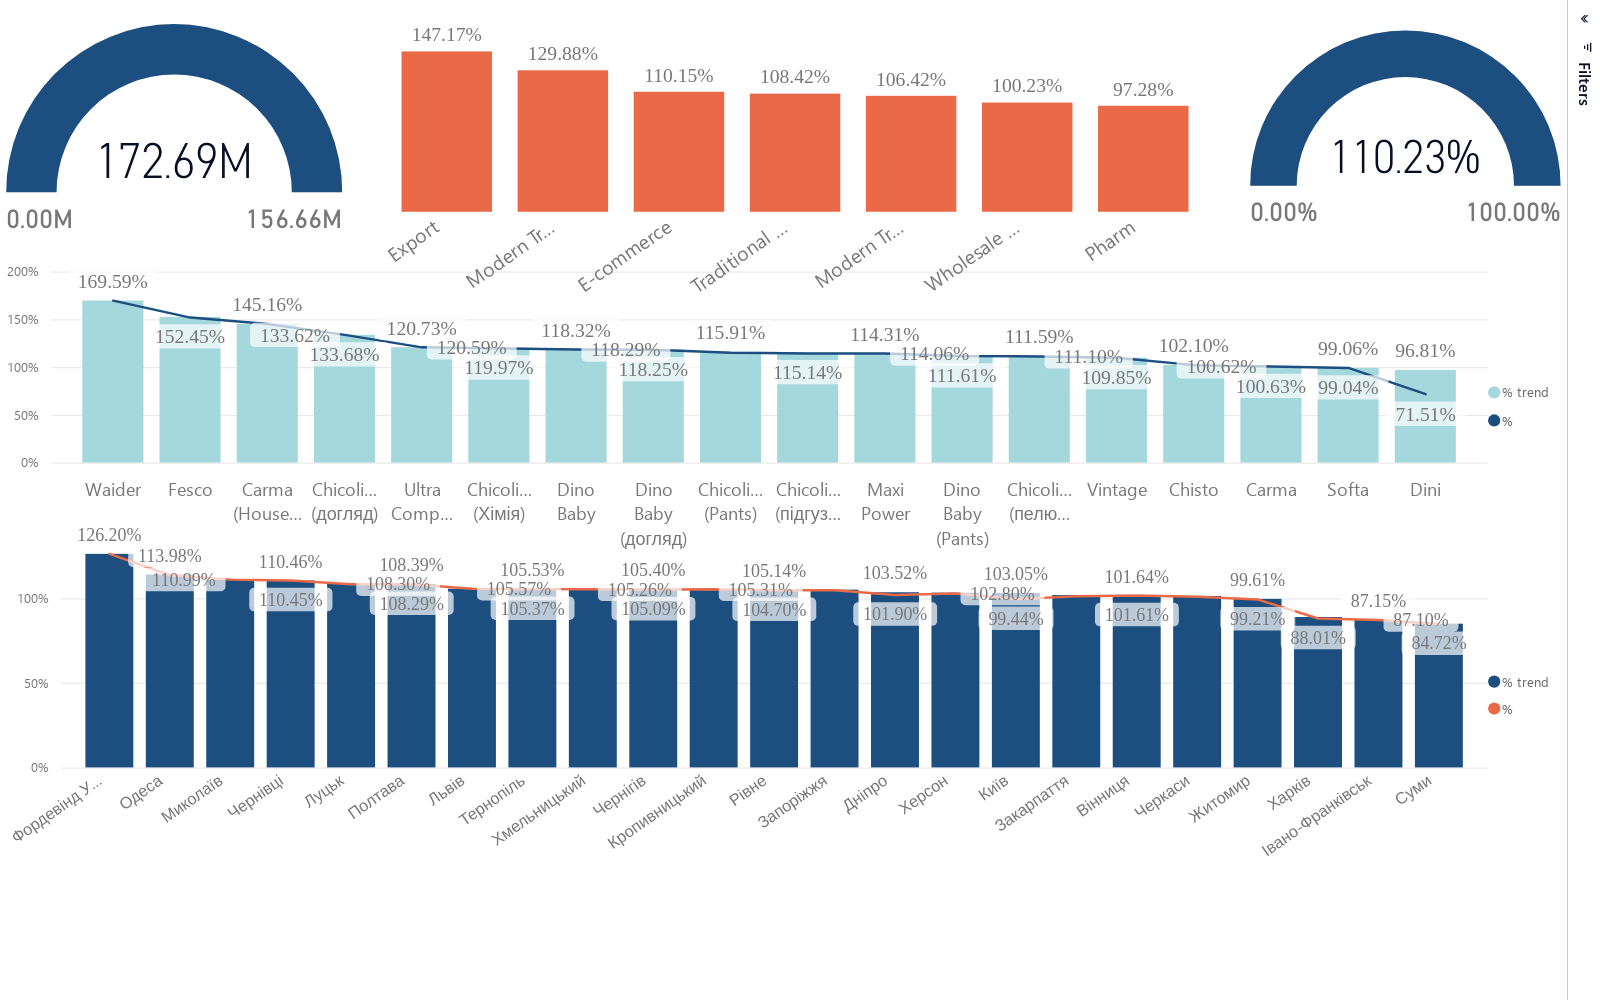 172.69M
0.00M
156.66M
147.17%
129.88%
110.15%
108.42%
106.42%
100.23%
97.28%
Export
Modern Tr...
E-commerce
Traditional ...
Modern Tr...
Wholesale ...
Pharm
110.23%
0.00%
100.00%
«
Filters
200%
150%
100%
50%
0%
169.59%
152.45%
145.16%
133.62%
133.68%
120.73%
120.59%
119.97%
118.32%
118.29%
118.25%
115.91%
115.14%
114.31%
114.06%
111.61%
111.59%
111.10%
109.85%
102.10%
100.62%
100.63%
99.06%
99.04%
96.81%
71.51%
% trend
%
Waider
Fesco
Carma
(House...
Chicoli...
(догляд)
Ultra
Comp...
Chicoli...
(Хімія)
Dino
Baby
Dino
Baby
(догляд)
Chicoli...
(Pants)
Chicoli...
(підгуз...
Maxi
Power
Dino
Baby
(Pants)
Chicoli...
(пелю...
Vintage
Chisto
Carma
Softa
Dini
100%
50%
0%
126.20%
113.98%
110.99%
110.46%
110.45%
108.39%
108.30%
108.29%
105.53%
105.57%
105.37%
105.40%
105.26%
105.09%
105.14%
105.31%
104.70%
103.52%
101.90%
103.05%
102.80%
99.44%
101.64%
101.61%
99.61%
99.21%
88.01%
87.15%
87.10%
84.72%
% trend
%
Фордевінд У...
Одеса
Миколаїв
Чернівці
Луцьк
Полтава
Львів
Тернопіль
Хмельницький
Чернігів
Кропивницький
Рівне
Запоріжжя
Дніпро
Херсон
Київ
Закарпаття
Вінниця
Черкаси
Житомир
Харків
Івано-Франківськ
Суми